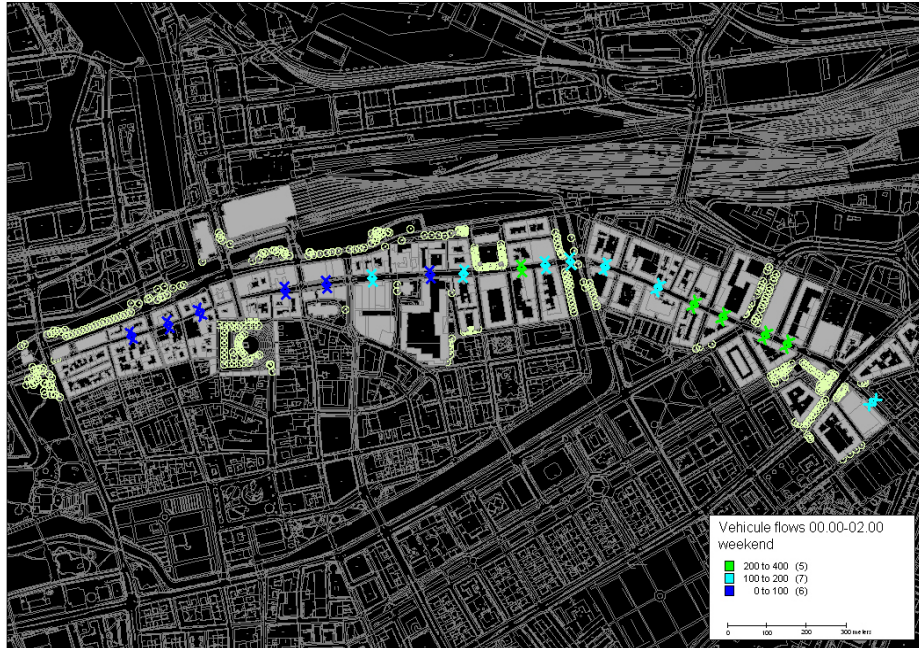 Vehicule flows 00.00-02.00
weekend
200 to 400 (5)
100 to 200 (7)
0 to 100 (6)
0 100 200 300 meters